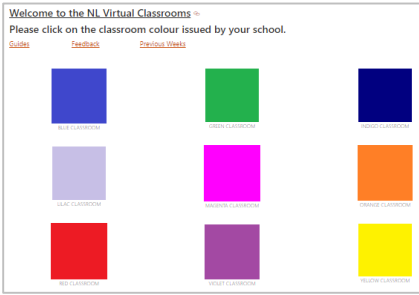 Welcome to the NL Virtual Classrooms
Please click on the classroom colour issued by your school.
Guides Feedback Previous Weeks
BLUE CLASSROOM GREEN CLASSROOM INDIGO CLASSROOM
LILAC CLASSROOM MAGENTA CLASSROOM ORANGE CLASSROOM
RED CLASSROOM VIOLET CLASSROOM YELLOW CLASSROOM